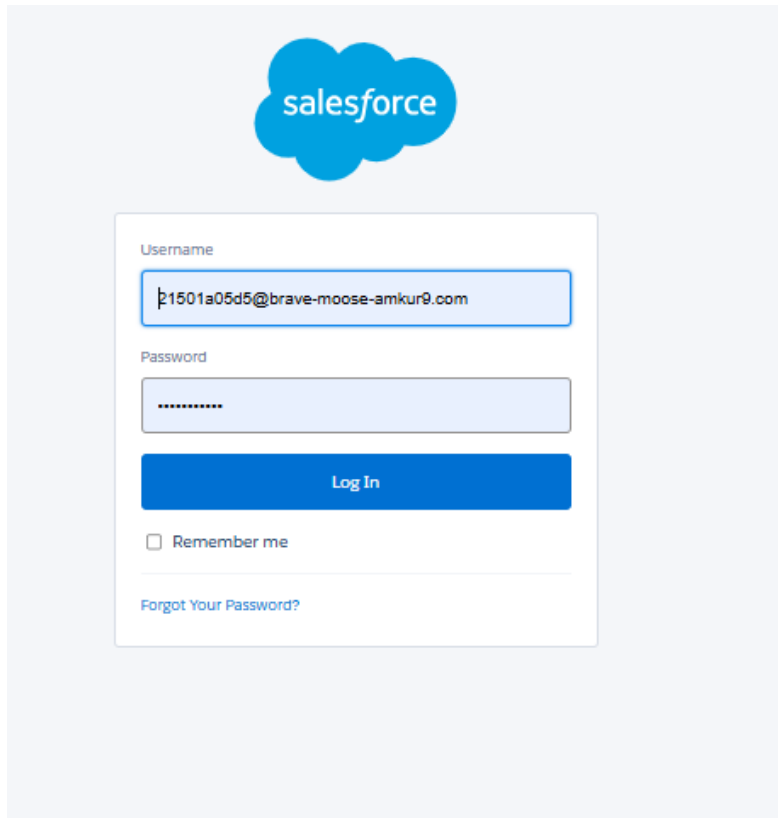 salesforce
Username
21501a05d5@brave-moose-amkur9.com
Password
•••••••••••
Log In
Remember me
Forgot Your Password?